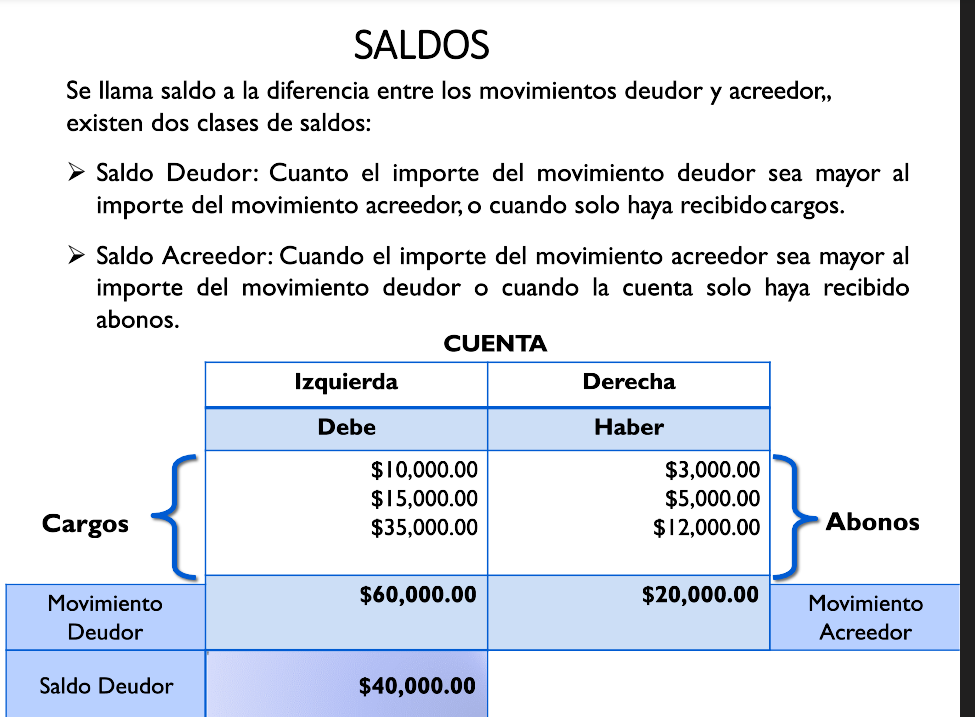 SALDOS
Se llama saldo a la diferencia entre los movimientos deudor y acreedor,,
existen dos clases de saldos:
➢ Saldo Deudor: Cuanto el importe del movimiento deudor sea mayor al
importe del movimiento acreedor, o cuando solo haya recibido cargos.
➢ Saldo Acreedor: Cuando el importe del movimiento acreedor sea mayor al
importe del movimiento deudor o cuando la cuenta solo haya recibido
abonos.
CUENTA
Izquierda Derecha
Debe Haber
$10,000.00 $3,000.00
$15,000.00 $5,000.00
Cargos $35,000.00 $12,000.00 Abonos
Movimiento $60,000.00 $20,000.00 Movimiento
Deudor Acreedor
Saldo Deudor $40,000.00